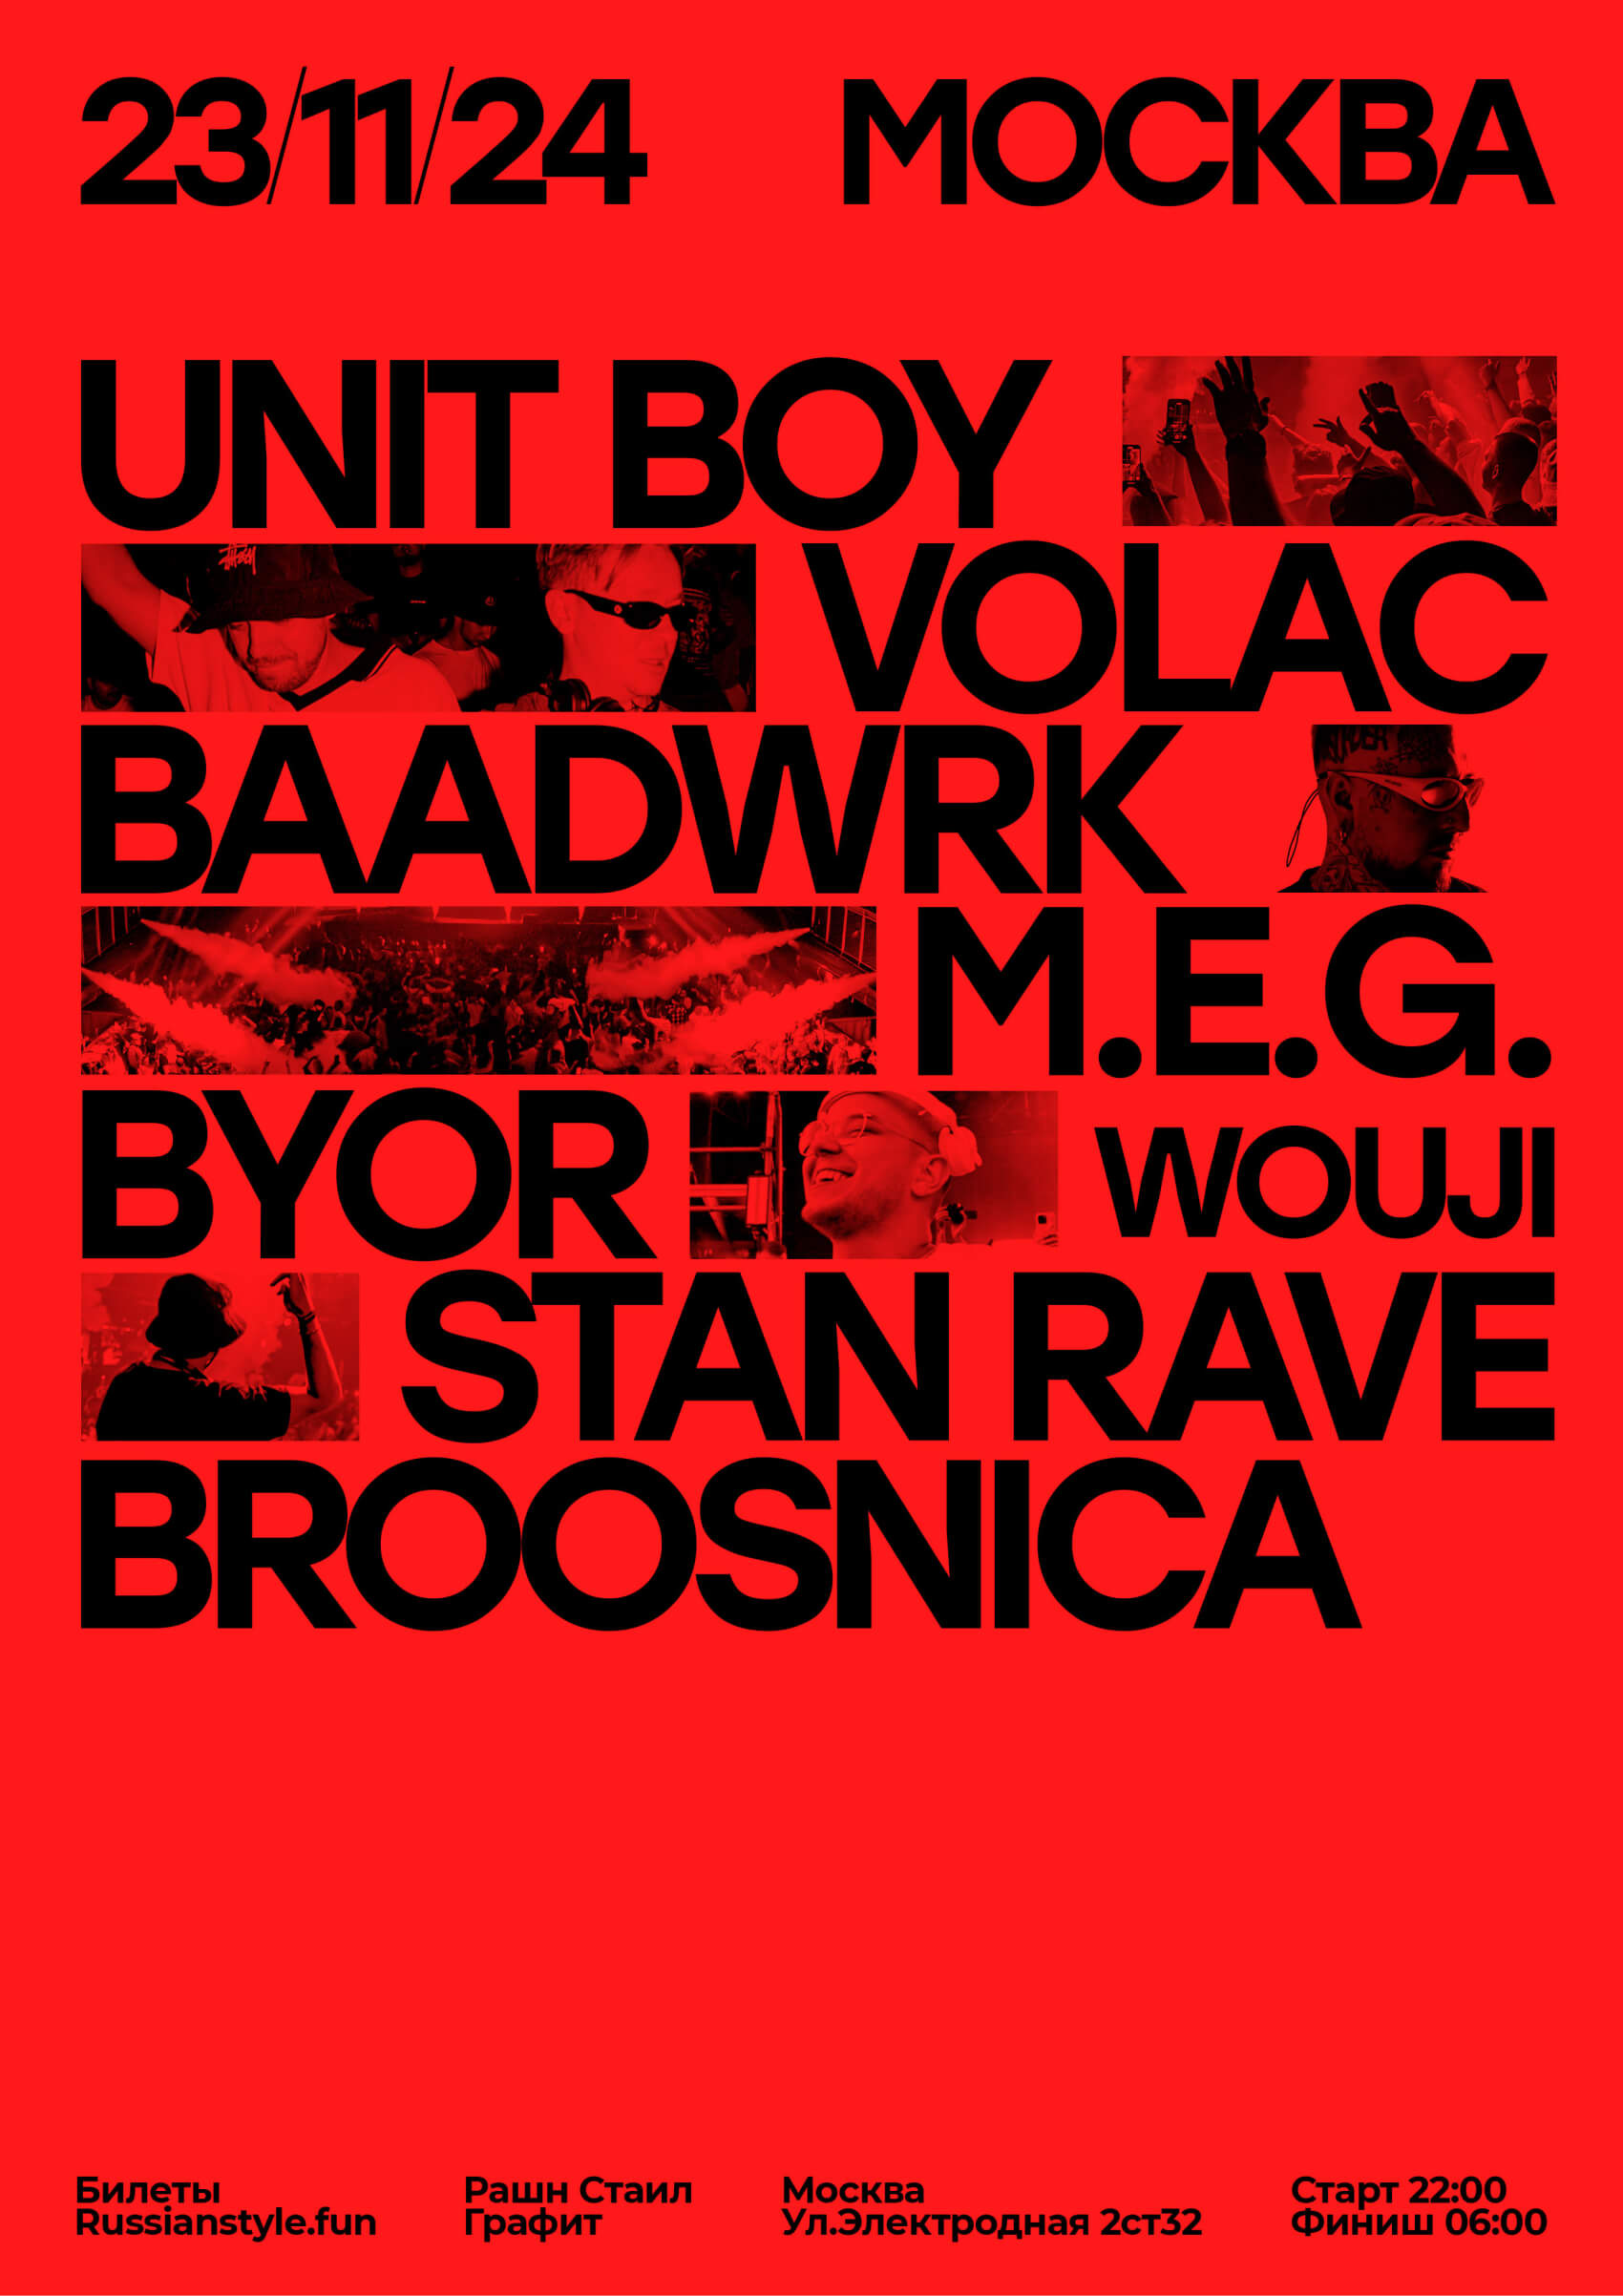 23/11/24 МОСКВА
UNIT BOY
VOLAC
BAADWRK
M.E.G.
BYOR WOUJI
STAN RAVE
BROOSNICA
Билеты
Russianstyle.fun
Рашн Стаил
Графит
Москва
Ул.Электродная 2ст32
Старт 22:00
Финиш 06:00